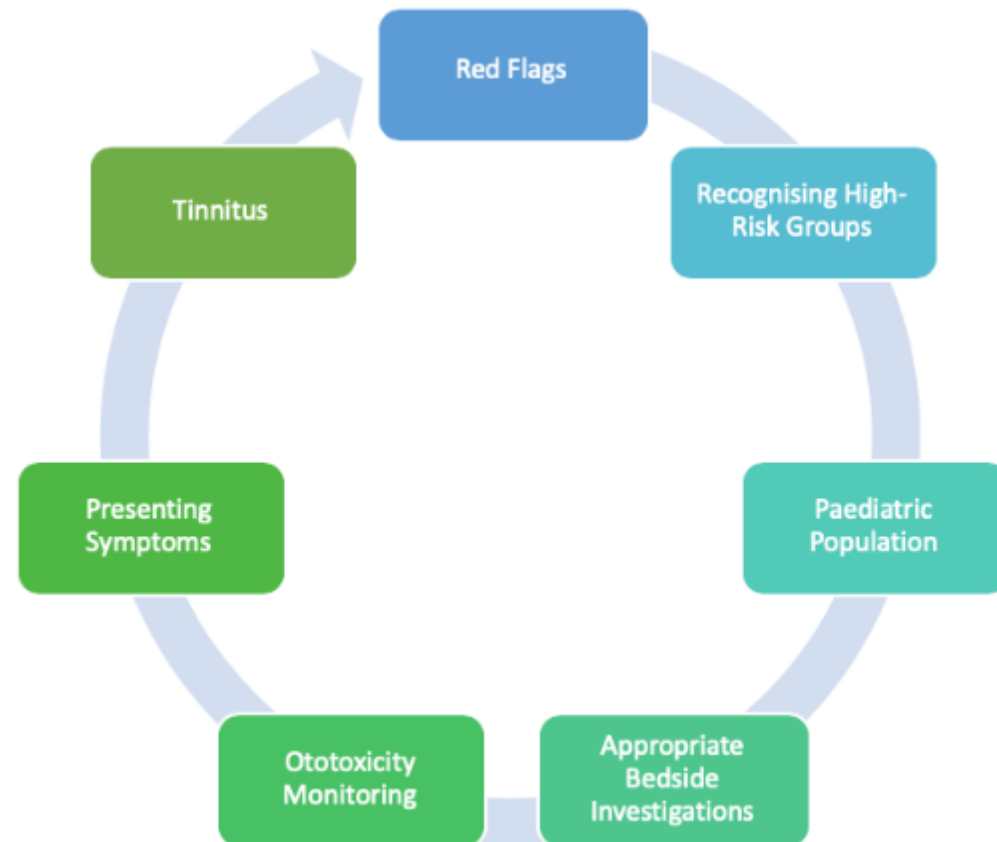 Red Flags
Recognising High-
Risk Groups
Paediatric
Population
Appropriate
Bedside
Investigations
Ototoxicity
Monitoring
Presenting
Symptoms
Tinnitus